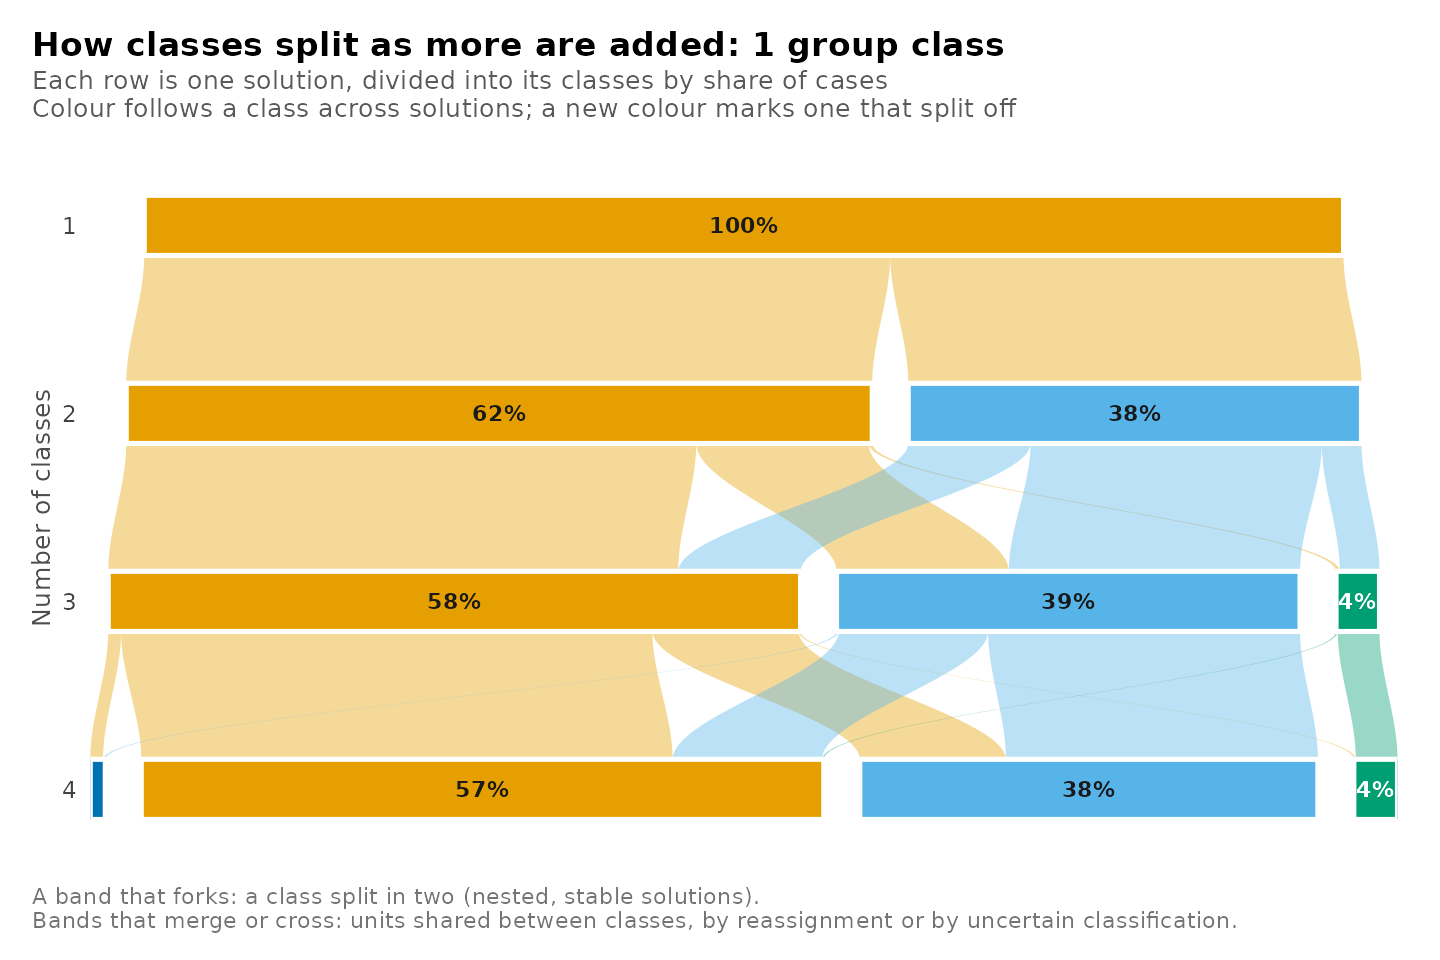 How classes split as more are added: 1 group class
Each row is one solution, divided into its classes by share of cases
Colour follows a class across solutions; a new colour marks one that split off
Number of classes
1
100%
2
62%
38%
3
58%
39%
4%
4
57%
38%
4%
A band that forks: a class split in two (nested, stable solutions).
Bands that merge or cross: units shared between classes, by reassignment or by uncertain classification.